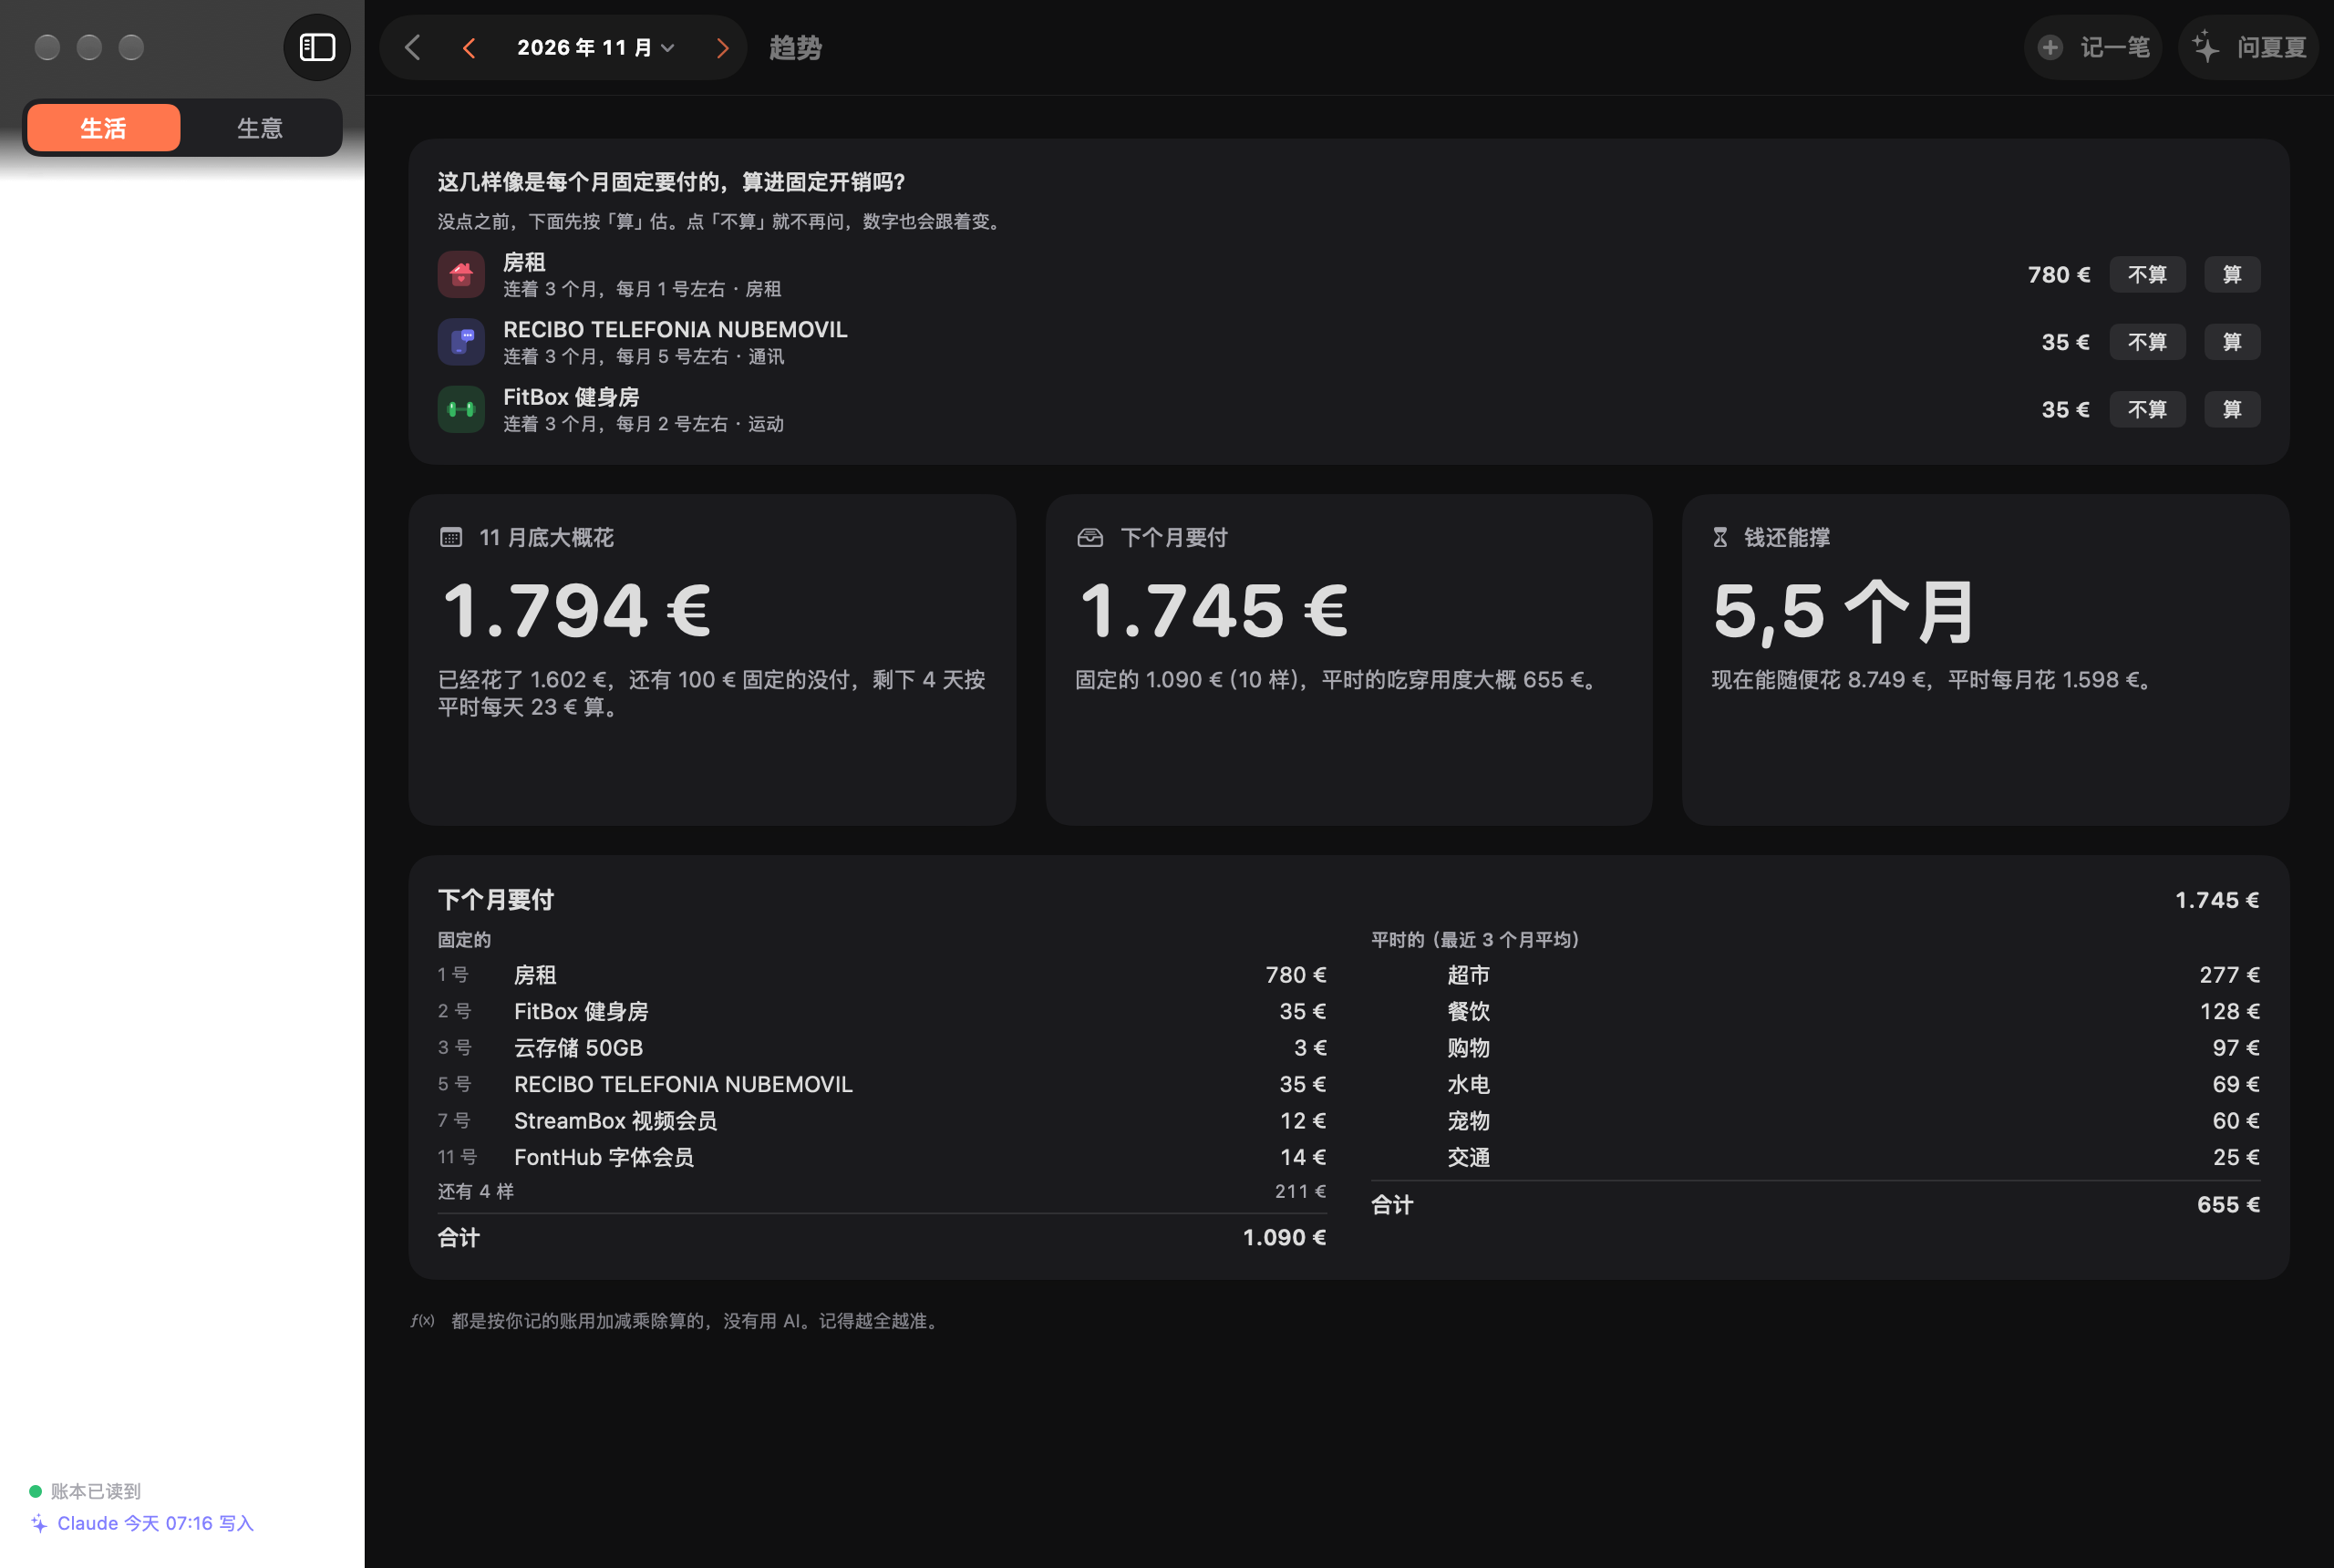 2026 年 11 月
趋势
记一笔
问夏夏
生活
生意
这几样像是每个月固定要付的，算进固定开销吗？
没点之前，下面先按「算」估。点「不算」就不再问，数字也会跟着变。
房租
连着 3 个月，每月 1 号左右 · 房租
780 €
不算
算
RECIBO TELEFONIA NUBEMOVIL
连着 3 个月，每月 5 号左右 · 通讯
35 €
不算
算
FitBox 健身房
连着 3 个月，每月 2 号左右 · 运动
35 €
不算
算
11 月底大概花
1.794 €
已经花了 1.602 €，还有 100 € 固定的没付，剩下 4 天按
平时每天 23 € 算。
下个月要付
1.745 €
固定的 1.090 €（10 样），平时的吃穿用度大概 655 €。
钱还能撑
5,5 个月
现在能随便花 8.749 €，平时每月花 1.598 €。
下个月要付
1.745 €
固定的
1 号 房租 780 €
2 号 FitBox 健身房 35 €
3 号 云存储 50GB 3 €
5 号 RECIBO TELEFONIA NUBEMOVIL 35 €
7 号 StreamBox 视频会员 12 €
11 号 FontHub 字体会员 14 €
还有 4 样 211 €
合计 1.090 €
平时的（最近 3 个月平均）
超市 277 €
餐饮 128 €
购物 97 €
水电 69 €
宠物 60 €
交通 25 €
合计 655 €
f(x) 都是按你记的账用加减乘除算的，没有用 AI。记得越全越准。
账本已读到
Claude 今天 07:16 写入